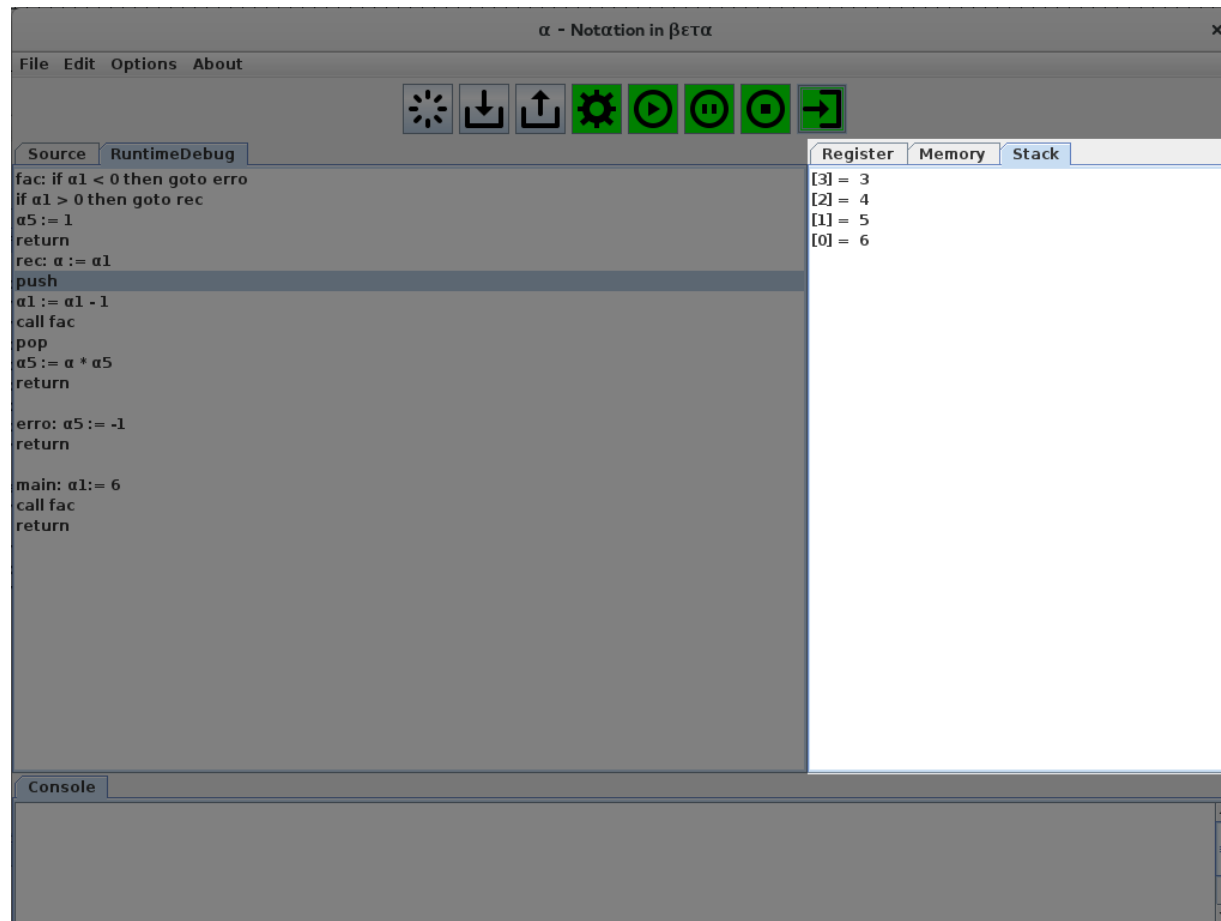 α - Notαtion in βετα
File Edit Options About
Source RuntimeDebug
fac: if α1 < 0 then goto erro
if α1 > 0 then goto rec
α5 := 1
return
rec: α := α1
push
α1 := α1 - 1
call fac
pop
α5 := α * α5
return
erro: α5 := -1
return
main: α1:= 6
call fac
return
Register Memory Stack
[3] = 3
[2] = 4
[1] = 5
[0] = 6
Console